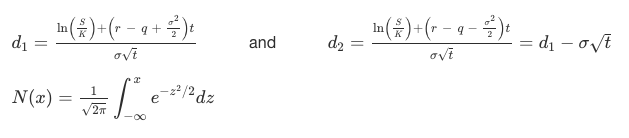 d₁ = (ln(S/K) + (r − q + σ²/2)t) / (σ√t) and d₂ = (ln(S/K) + (r − q − σ²/2)t) / (σ√t) = d₁ − σ√t
N(x) = 1/√(2π) ∫_{−∞}^{x} e^{−z²/2} dz